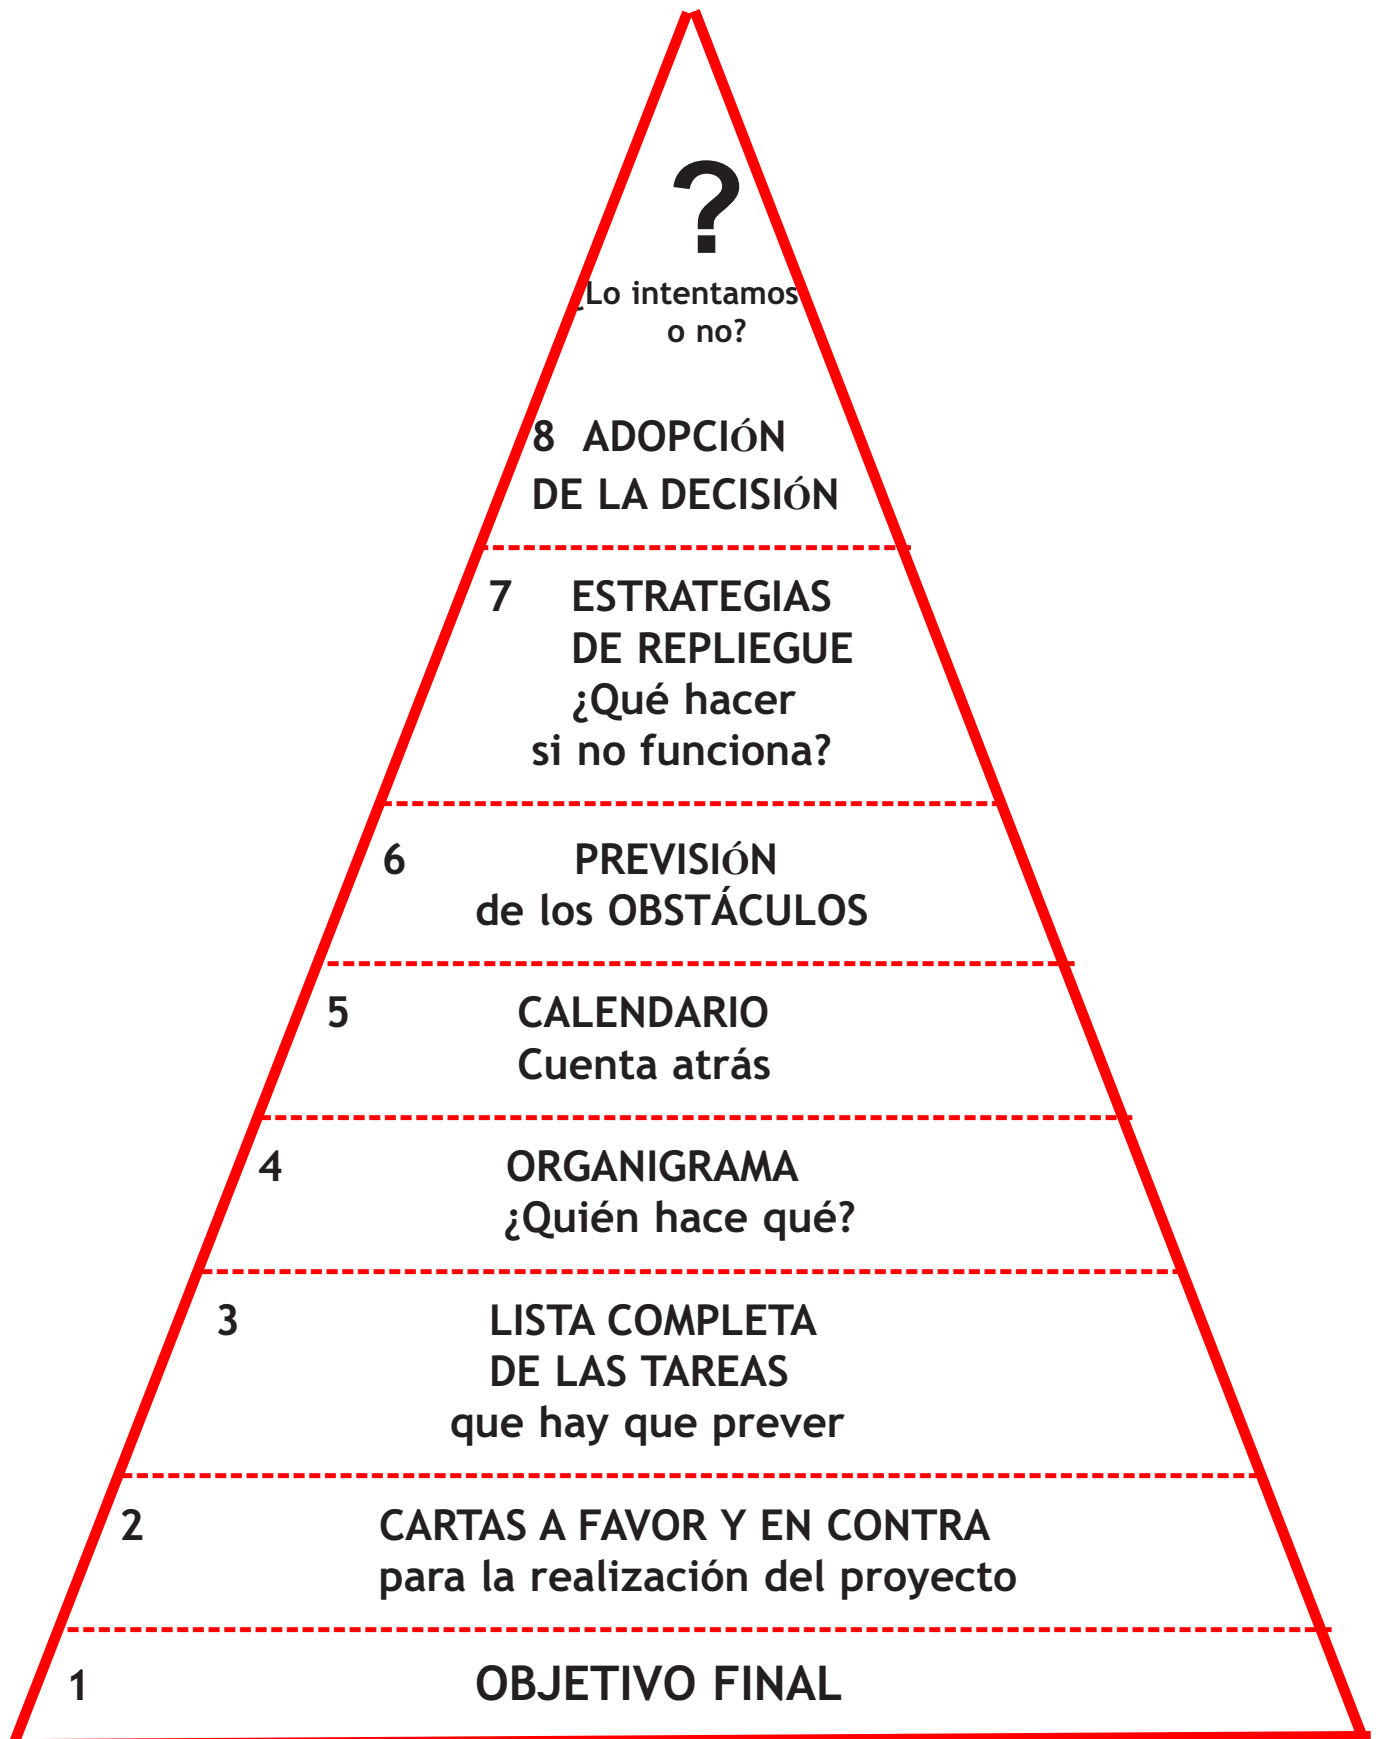 ?
¿Lo intentamos
o no?
8 ADOPCIÓN
DE LA DECISIÓN
7 ESTRATEGIAS
DE REPLIEGUE
¿Qué hacer
si no funciona?
6 PREVISIÓN
de los OBSTÁCULOS
5 CALENDARIO
Cuenta atrás
4 ORGANIGRAMA
¿Quién hace qué?
3 LISTA COMPLETA
DE LAS TAREAS
que hay que prever
2 CARTAS A FAVOR Y EN CONTRA
para la realización del proyecto
1 OBJETIVO FINAL